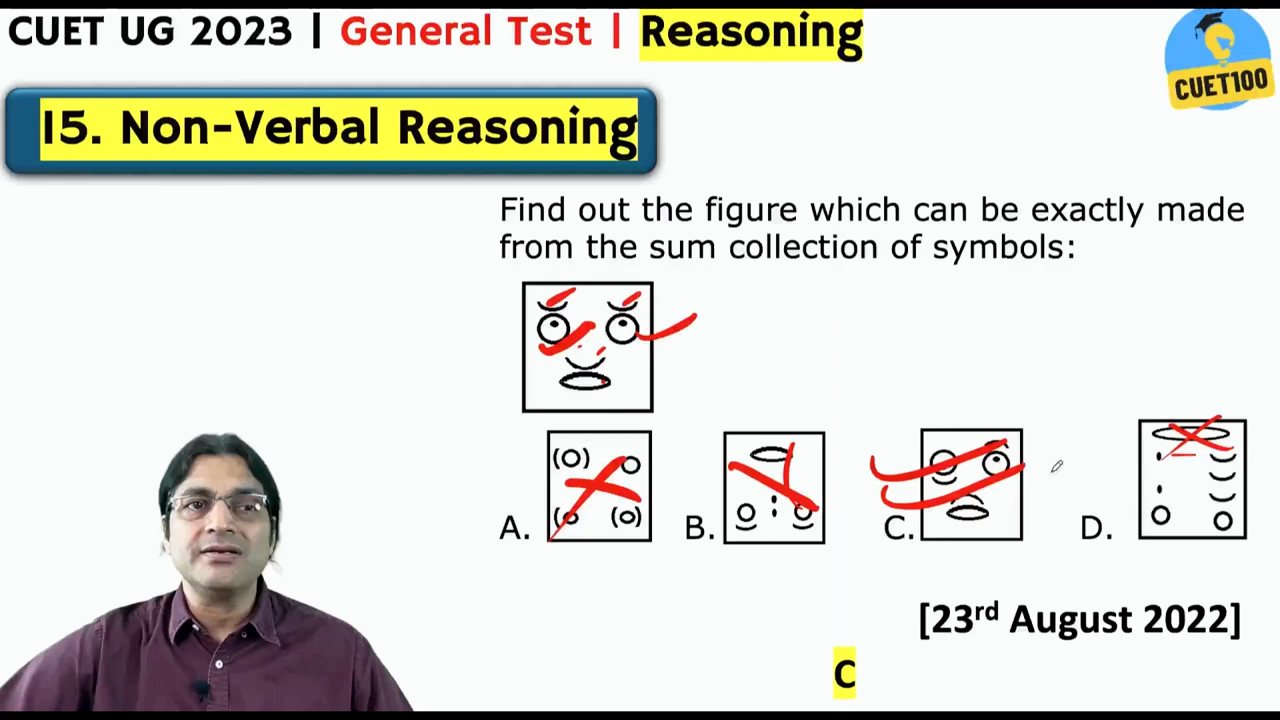 CUET UG 2023 | General Test | Reasoning
CUET100
15. Non-Verbal Reasoning
Find out the figure which can be exactly made
from the sum collection of symbols:
A. B. C. D.
[23rd August 2022]
C